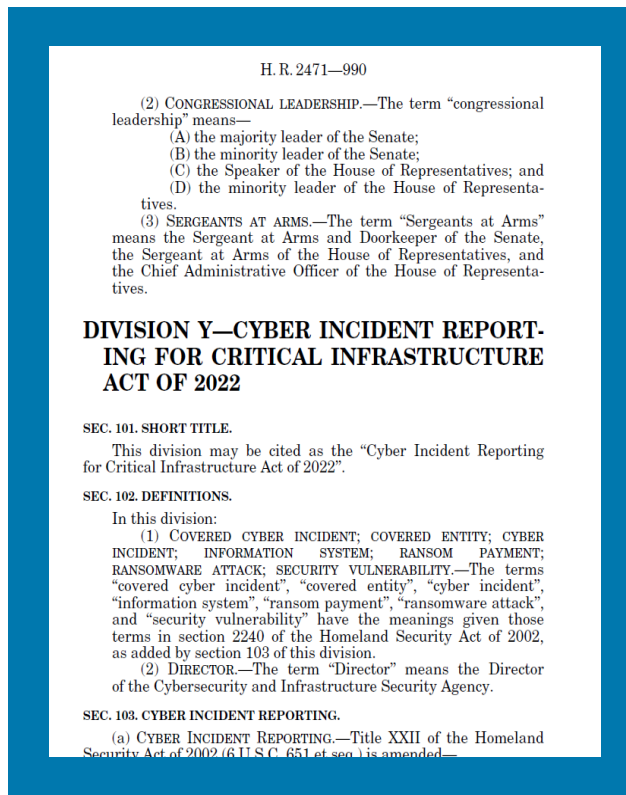 H. R. 2471—990
(2) CONGRESSIONAL LEADERSHIP.—The term “congressional
leadership” means—
(A) the majority leader of the Senate;
(B) the minority leader of the Senate;
(C) the Speaker of the House of Representatives; and
(D) the minority leader of the House of Representa-
tives.
(3) SERGEANTS AT ARMS.—The term “Sergeants at Arms”
means the Sergeant at Arms and Doorkeeper of the Senate,
the Sergeant at Arms of the House of Representatives, and
the Chief Administrative Officer of the House of Representa-
tives.
DIVISION Y—CYBER INCIDENT REPORT-
ING FOR CRITICAL INFRASTRUCTURE
ACT OF 2022
SEC. 101. SHORT TITLE.
This division may be cited as the “Cyber Incident Reporting
for Critical Infrastructure Act of 2022”.
SEC. 102. DEFINITIONS.
In this division:
(1) COVERED CYBER INCIDENT; COVERED ENTITY; CYBER
INCIDENT; INFORMATION SYSTEM; RANSOM PAYMENT;
RANSOMWARE ATTACK; SECURITY VULNERABILITY.—The terms
“covered cyber incident”, “covered entity”, “cyber incident”,
“information system”, “ransom payment”, “ransomware attack”,
and “security vulnerability” have the meanings given those
terms in section 2240 of the Homeland Security Act of 2002,
as added by section 103 of this division.
(2) DIRECTOR.—The term “Director” means the Director
of the Cybersecurity and Infrastructure Security Agency.
SEC. 103. CYBER INCIDENT REPORTING.
(a) CYBER INCIDENT REPORTING.—Title XXII of the Homeland
Security Act of 2002 (6 U.S.C. 651 et seq.) is amended—